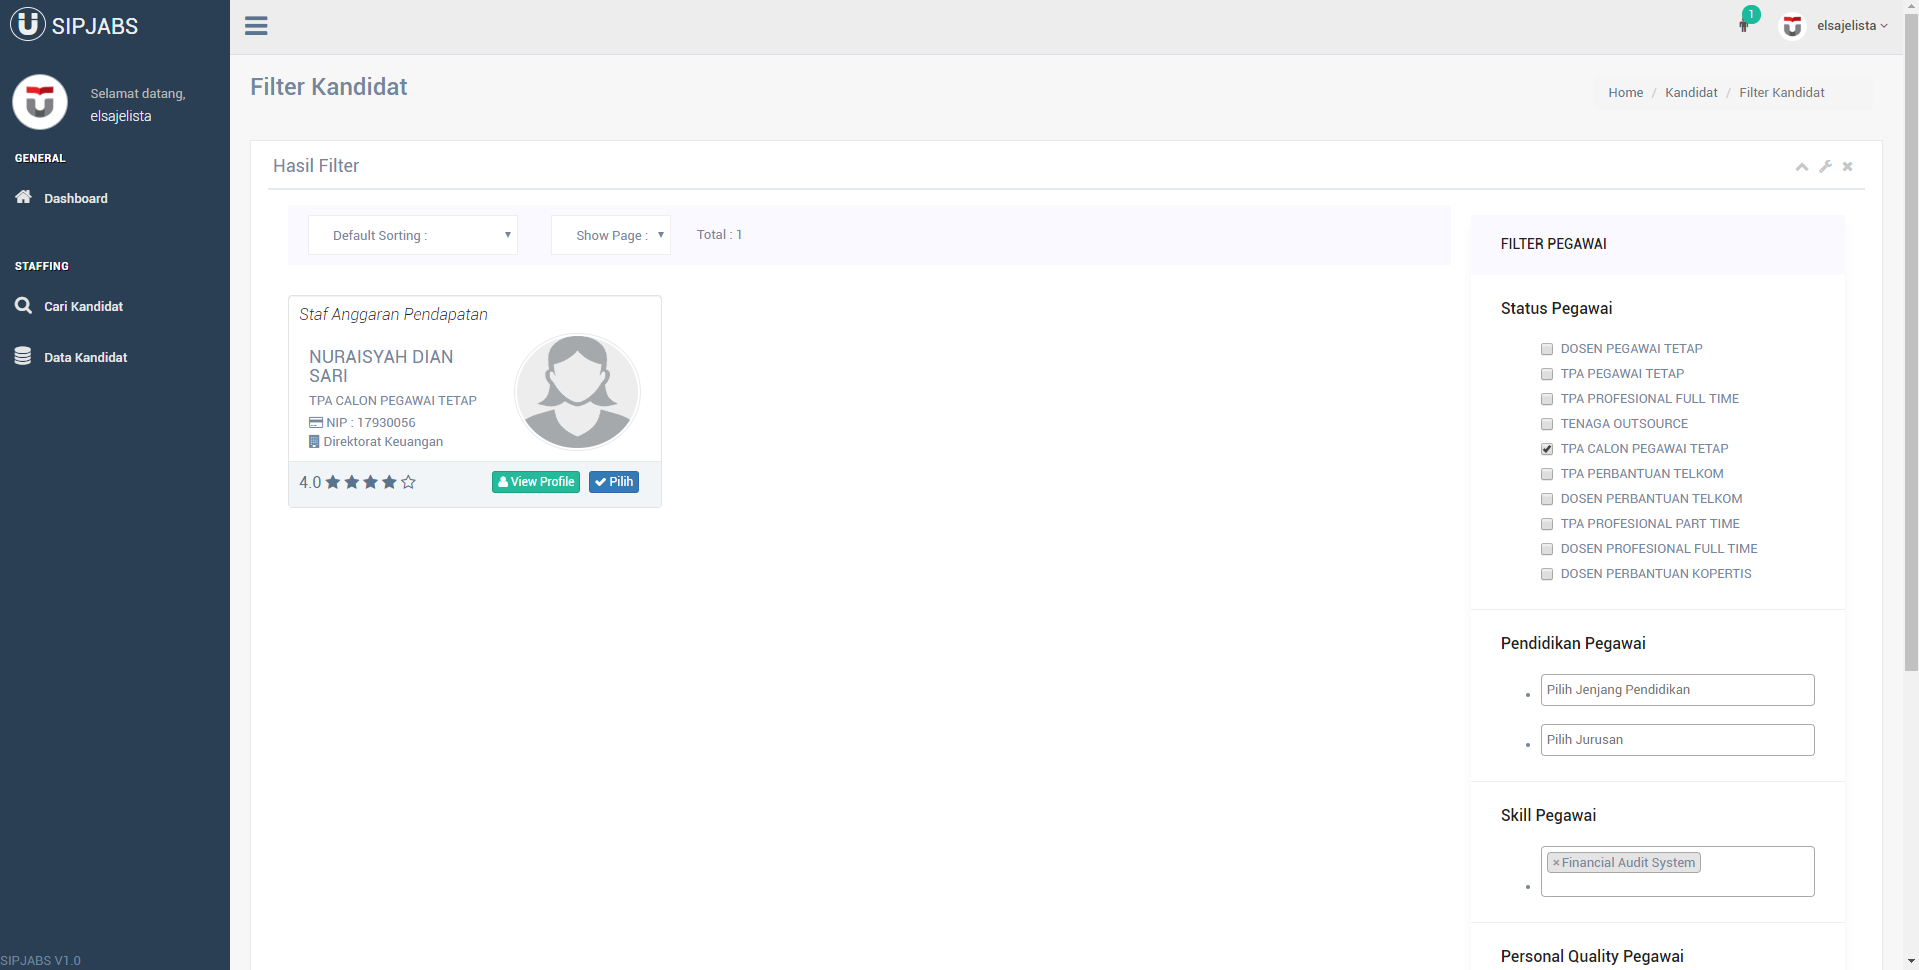 SIPJABS
Selamat datang,
elsajelista
GENERAL
Dashboard
STAFFING
Cari Kandidat
Data Kandidat
SIPJABS V1.0
1
elsajelista
Filter Kandidat
Home / Kandidat / Filter Kandidat
Hasil Filter
Default Sorting :
Show Page :
Total : 1
Staf Anggaran Pendapatan
NURAISYAH DIAN
SARI
TPA CALON PEGAWAI TETAP
NIP : 17930056
Direktorat Keuangan
4.0
View Profile
Pilih
FILTER PEGAWAI
Status Pegawai
DOSEN PEGAWAI TETAP
TPA PEGAWAI TETAP
TPA PROFESIONAL FULL TIME
TENAGA OUTSOURCE
TPA CALON PEGAWAI TETAP
TPA PERBANTUAN TELKOM
DOSEN PERBANTUAN TELKOM
TPA PROFESIONAL PART TIME
DOSEN PROFESIONAL FULL TIME
DOSEN PERBANTUAN KOPERTIS
Pendidikan Pegawai
Pilih Jenjang Pendidikan
Pilih Jurusan
Skill Pegawai
×Financial Audit System
Personal Quality Pegawai